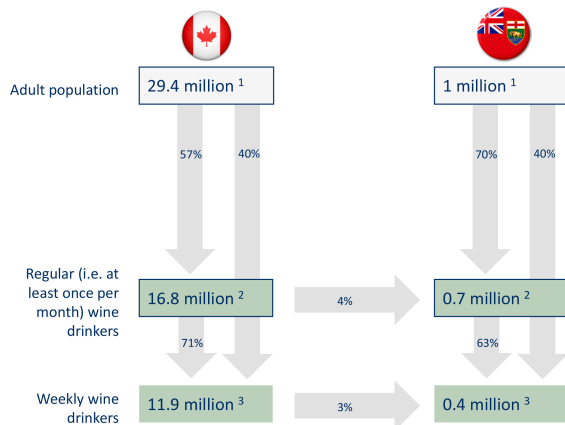 Adult population
29.4 million 1
1 million 1
57%
40%
70%
40%
Regular (i.e. at
least once per
month) wine
drinkers
16.8 million 2
4%
0.7 million 2
71%
63%
Weekly wine
drinkers
11.9 million 3
3%
0.4 million 3